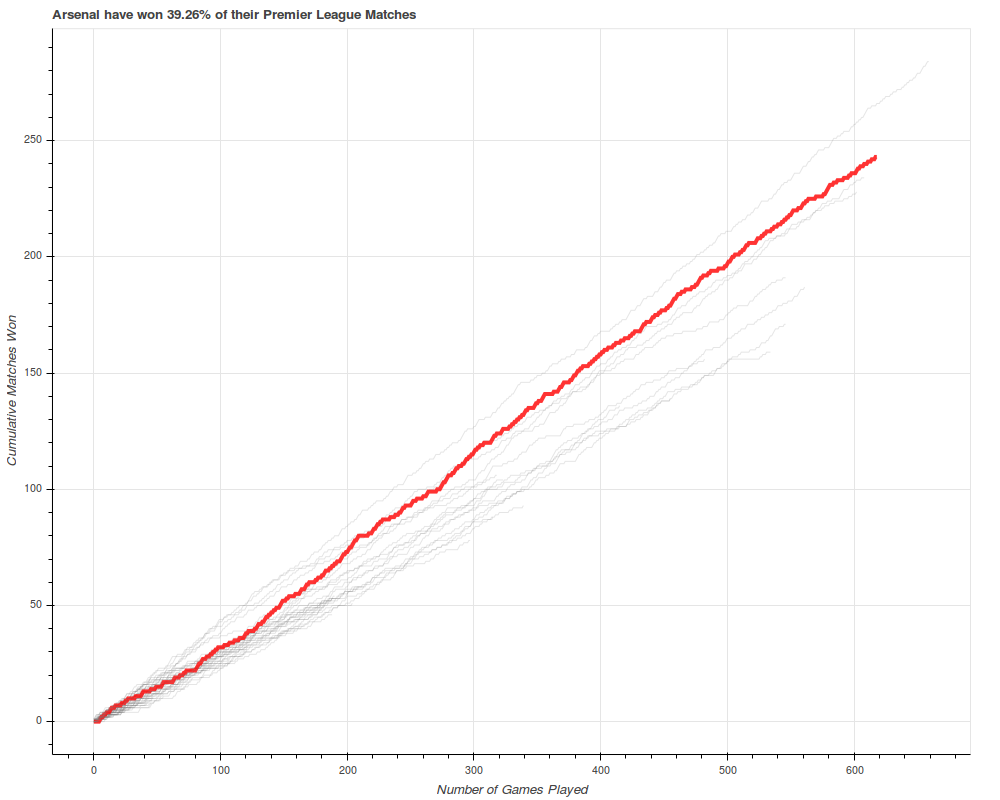 Arsenal have won 39.26% of their Premier League Matches
250
200
150
100
50
0
Cumulative Matches Won
0 100 200 300 400 500 600
Number of Games Played